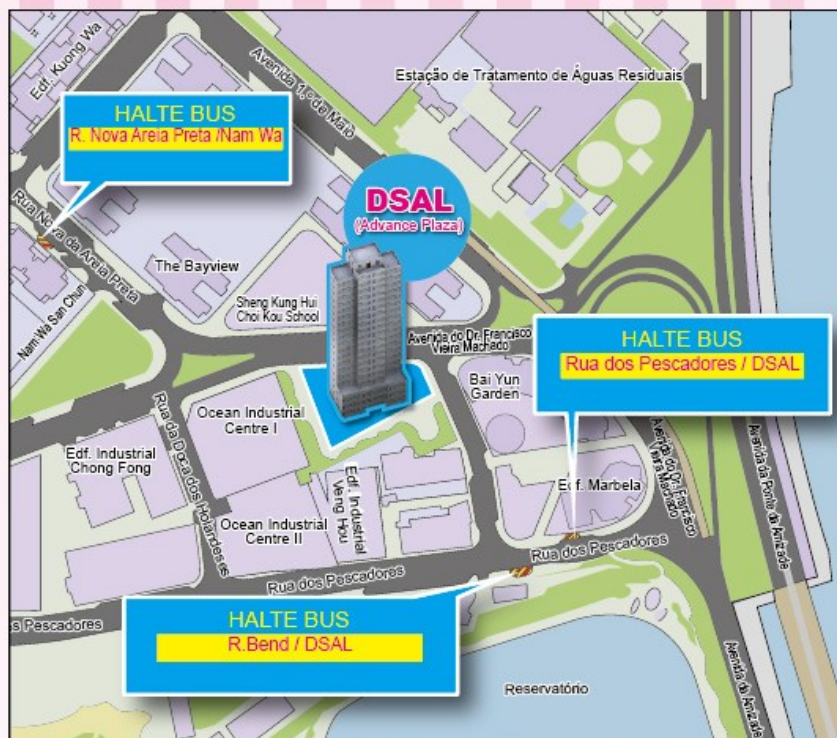 Edf. Kuong Wa
Avenida 1.º de Maio
Estação de Tratamento de Águas Residuais
HALTE BUS
R. Nova Areia Preta /Nam Wa
DSAL
(Advance Plaza)
Rua Nova da Areia Preta
The Bayview
Nam Wa San Chun
Sheng Kung Hui
Choi Kou School
Avenida do Dr. Francisco
Vieira Machado
HALTE BUS
Rua dos Pescadores / DSAL
Bai Yun
Garden
Ocean Industrial
Centre I
Rua da Doca dos Holandeses
Edf. Industrial
Chong Fong
Edf. Industrial
Veng Hou
Edf. Marbela
Avenida do Dr. Francisco
Vieira Machado
Avenida da Ponte da Amizade
Ocean Industrial
Centre II
Rua dos Pescadores
Rua dos Pescadores
as Pescadores
HALTE BUS
R.Bend / DSAL
Reservatório
Avenida da Amizade